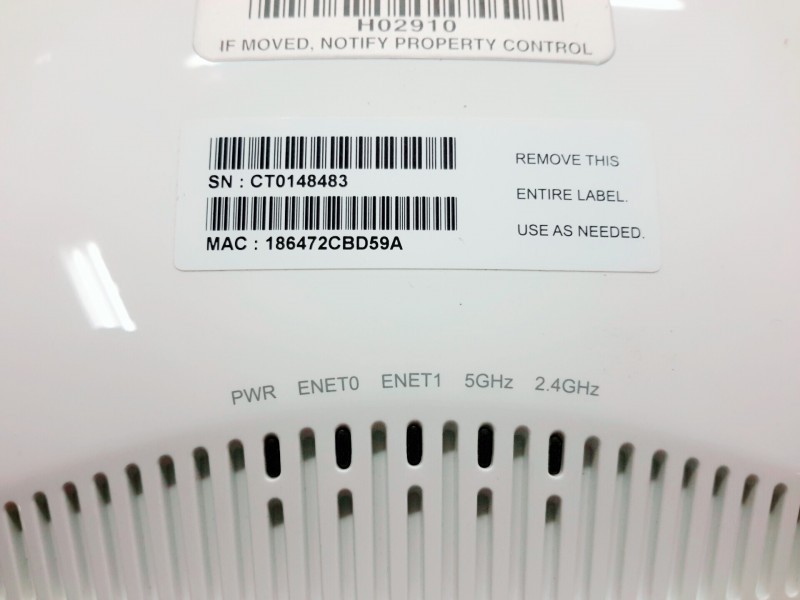 H02910
IF MOVED, NOTIFY PROPERTY CONTROL
SN : CT0148483
MAC : 186472CBD59A
REMOVE THIS
ENTIRE LABEL.
USE AS NEEDED.
PWR ENET0 ENET1 5GHz 2.4GHz